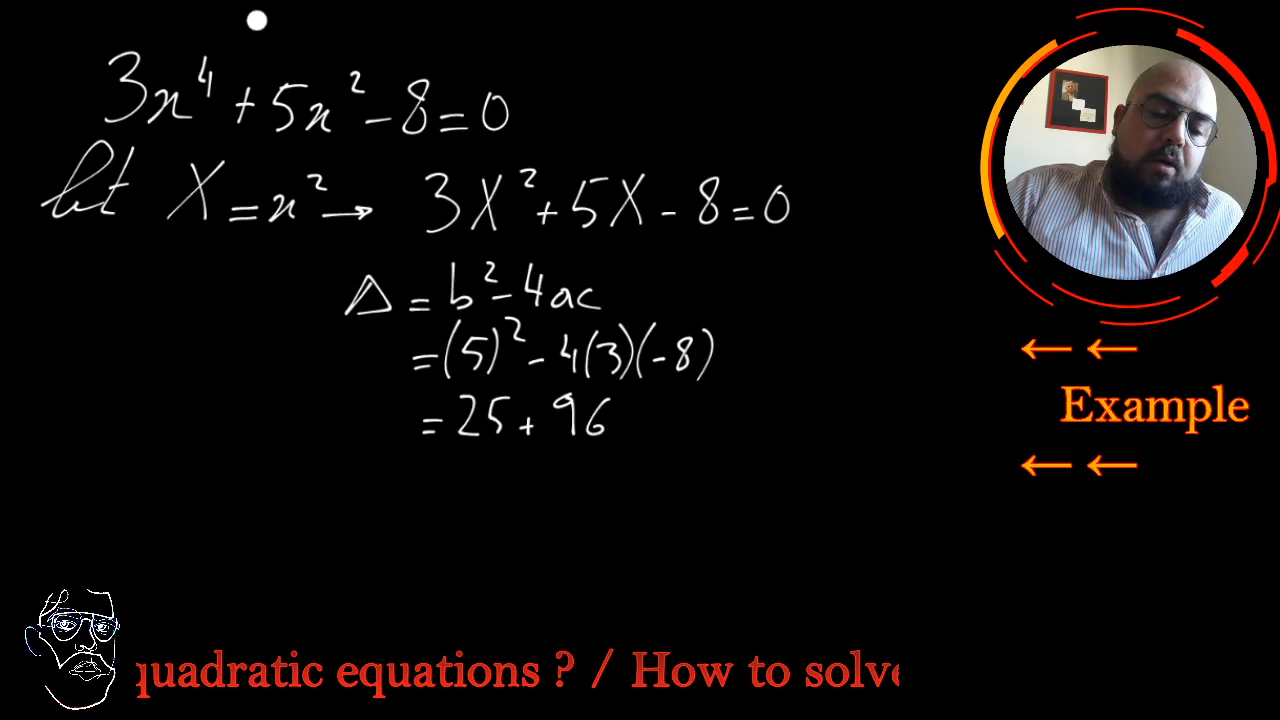 3x⁴ + 5x² - 8 = 0
let X = x² → 3X² + 5X - 8 = 0
Δ = b² - 4ac
= (5)² - 4(3)(-8)
= 25 + 96
← ←
Example
← ←
quadratic equations ? / How to solve